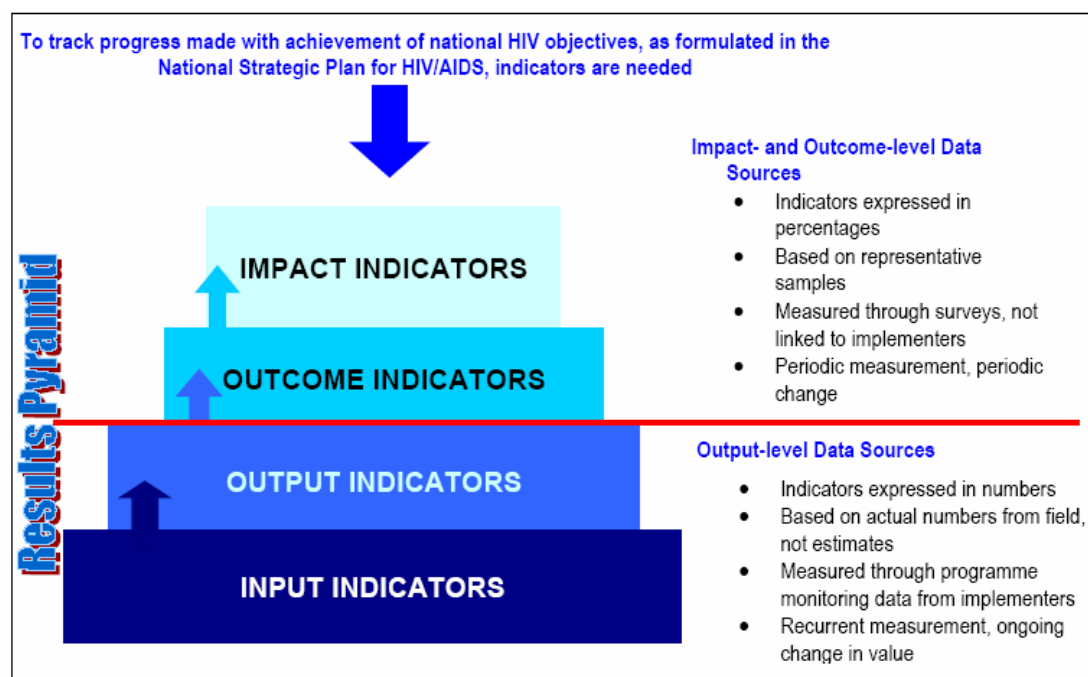 To track progress made with achievement of national HIV objectives, as formulated in the
National Strategic Plan for HIV/AIDS, indicators are needed
Results Pyramid
IMPACT INDICATORS
OUTCOME INDICATORS
OUTPUT INDICATORS
INPUT INDICATORS
Impact- and Outcome-level Data
Sources
• Indicators expressed in
percentages
• Based on representative
samples
• Measured through surveys, not
linked to implementers
• Periodic measurement, periodic
change
Output-level Data Sources
• Indicators expressed in numbers
• Based on actual numbers from field,
not estimates
• Measured through programme
monitoring data from implementers
• Recurrent measurement, ongoing
change in value